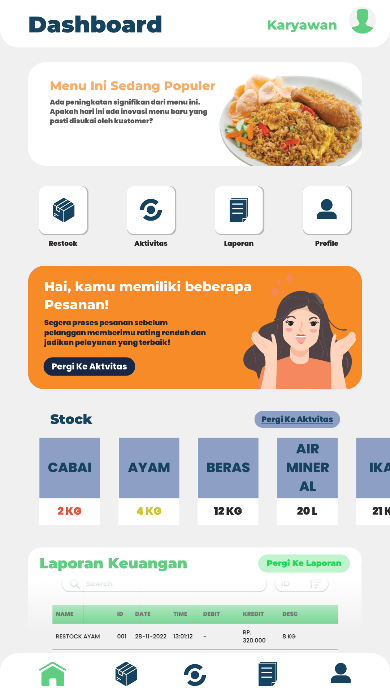 Dashboard
Karyawan
Menu Ini Sedang Populer
Ada peningkatan signifikan dari menu ini.
Apakah hari ini ada inovasi menu baru yang
pasti disukai oleh kustomer?
Restock
Aktivitas
Laporan
Profile
Hai, kamu memiliki beberapa
Pesanan!
Segera proses pesanan sebelum
pelanggan memberimu rating rendah dan
jadikan pelayanan yang terbaik!
Pergi Ke Aktvitas
Stock
Pergi Ke Aktvitas
CABAI
AYAM
BERAS
AIR
MINER
AL
IKA
2 KG
4 KG
12 KG
20 L
21 K
Laporan Keuangan
Pergi Ke Laporan
Search
ID
NAME ID DATE TIME DEBIT KREDIT DESC
RESTOCK AYAM 001 28-11-2022 13:01:12 - RP. 8 KG
320.000